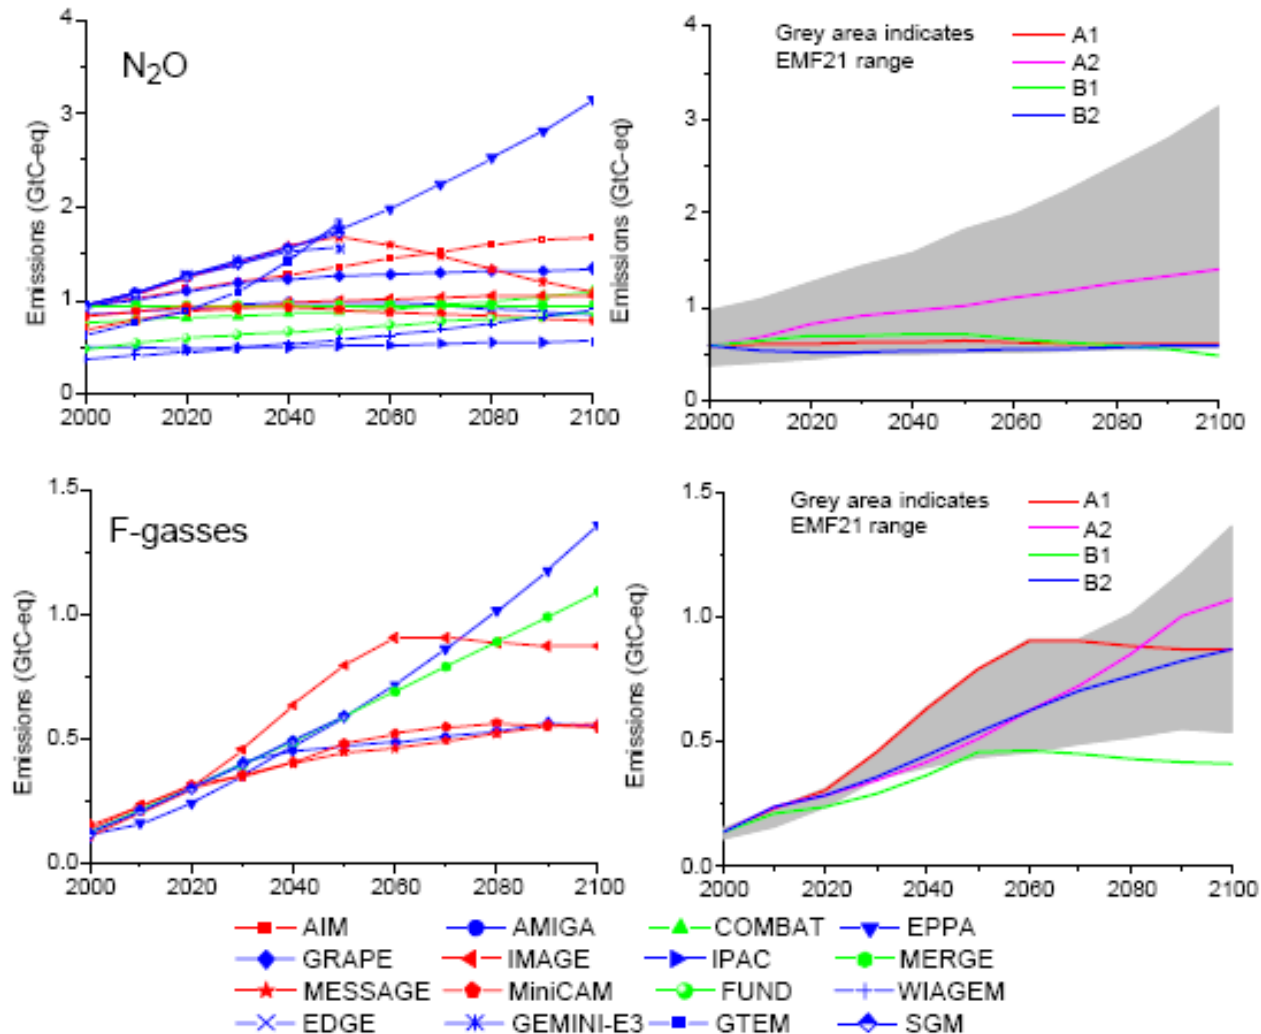 N2O
Emissions (GtC-eq)
4
3
2
1
0
2000 2020 2040 2060 2080 2100
Grey area indicates
EMF21 range
A1
A2
B1
B2
Emissions (GtC-eq)
4
3
2
1
0
2000 2020 2040 2060 2080 2100
F-gasses
Emissions (GtC-eq)
1.5
1.0
0.5
0.0
2000 2020 2040 2060 2080 2100
Grey area indicates
EMF21 range
A1
A2
B1
B2
Emissions (GtC-eq)
1.5
1.0
0.5
0.0
2000 2020 2040 2060 2080 2100
AIM AMIGA COMBAT EPPA
GRAPE IMAGE IPAC MERGE
MESSAGE MiniCAM FUND WIAGEM
EDGE GEMINI-E3 GTEM SGM